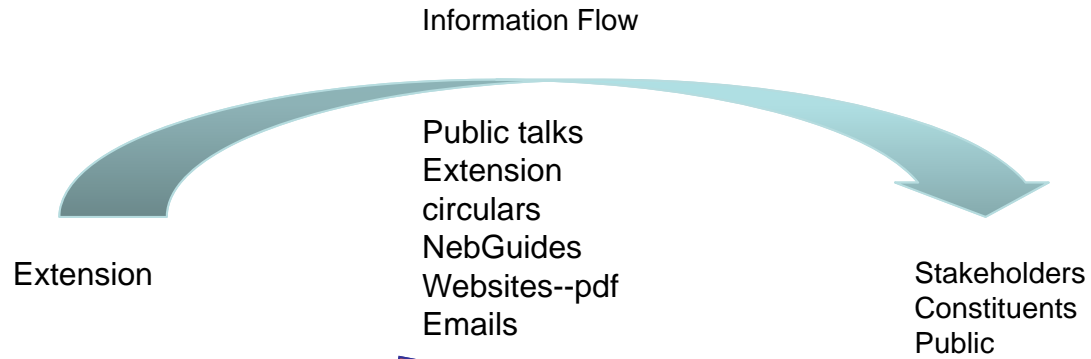 Information Flow
Public talks
Extension
circulars
NebGuides
Websites--pdf
Emails
Extension
Stakeholders
Constituents
Public